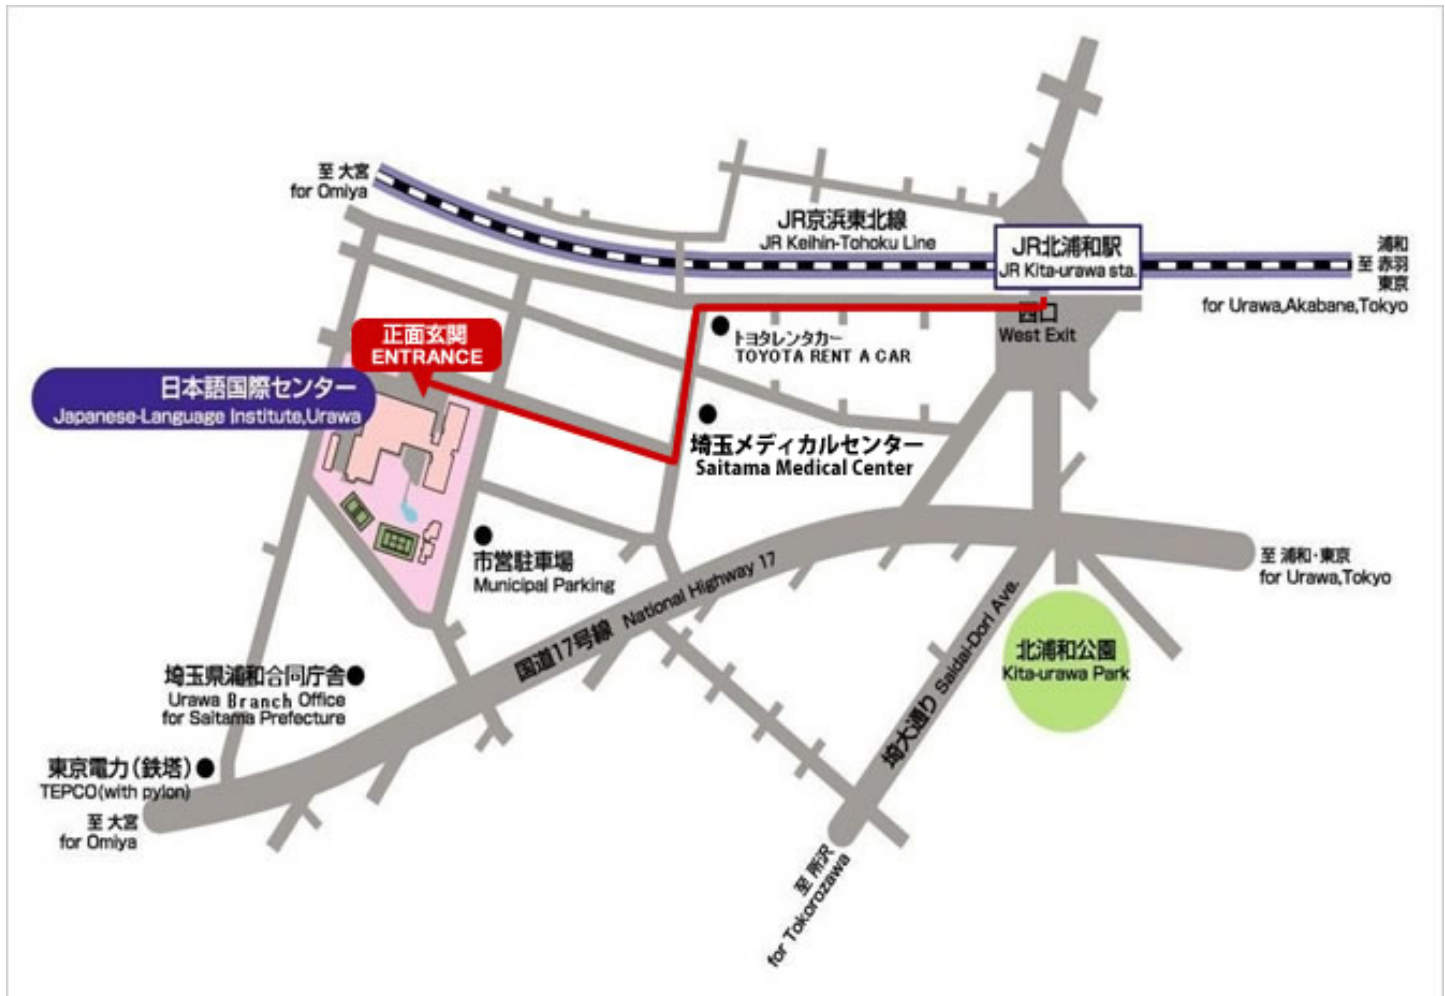 至 大宮
for Omiya
JR京浜東北線
JR Keihin-Tohoku Line
JR北浦和駅
JR Kita-urawa sta.
浦和
至 赤羽
東京
for Urawa,Akabane,Tokyo
西口
West Exit
正面玄関
ENTRANCE
トヨタレンタカー
TOYOTA RENT A CAR
日本語国際センター
Japanese-Language Institute,Urawa
埼玉メディカルセンター
Saitama Medical Center
市営駐車場
Municipal Parking
至 浦和・東京
for Urawa,Tokyo
国道17号線 National Highway 17
埼大通り Saidai-Dori Ave.
北浦和公園
Kita-urawa Park
埼玉県浦和合同庁舎
Urawa Branch Office
for Saitama Prefecture
東京電力(鉄塔)
TEPCO(with pylon)
至 大宮
for Omiya
至 所沢
for Tokorozawa